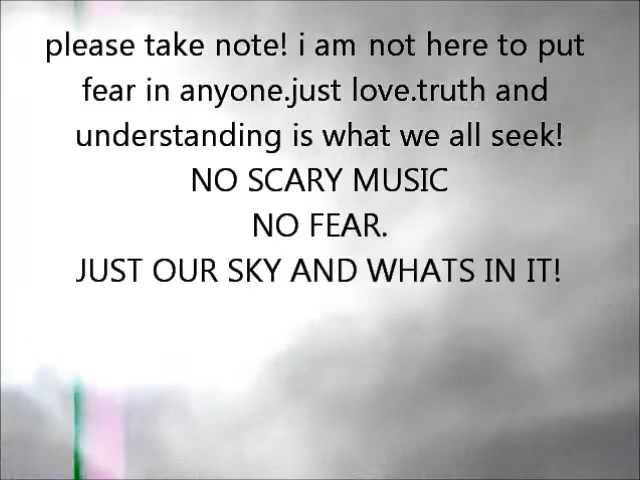 please take note! i am not here to put
fear in anyone.just love.truth and
understanding is what we all seek!
NO SCARY MUSIC
NO FEAR.
JUST OUR SKY AND WHATS IN IT!